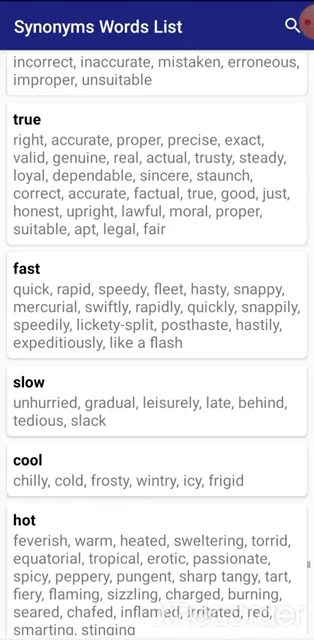 Synonyms Words List
incorrect, inaccurate, mistaken, erroneous,
improper, unsuitable
true
right, accurate, proper, precise, exact,
valid, genuine, real, actual, trusty, steady,
loyal, dependable, sincere, staunch,
correct, accurate, factual, true, good, just,
honest, upright, lawful, moral, proper,
suitable, apt, legal, fair
fast
quick, rapid, speedy, fleet, hasty, snappy,
mercurial, swiftly, rapidly, quickly, snappily,
speedily, lickety-split, posthaste, hastily,
expeditiously, like a flash
slow
unhurried, gradual, leisurely, late, behind,
tedious, slack
cool
chilly, cold, frosty, wintry, icy, frigid
hot
feverish, warm, heated, sweltering, torrid,
equatorial, tropical, erotic, passionate,
spicy, peppery, pungent, sharp tangy, tart,
fiery, flaming, sizzling, charged, burning,
seared, chafed, inflamed, irritated, red,
smarting, stinging